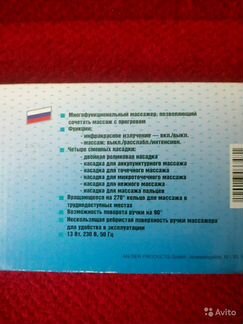 Многофункциональный массажер, позволяющий
сочетать массаж с прогревом
Функции:
- инфракрасное излучение — вкл./выкл.
- массаж: выкл./расслабл./интенсивн.
Четыре сменных насадки:
- двойная роликовая насадка
- насадка для акупунктурного массажа
- насадка для точечного массажа
- насадка для микроточечного массажа
- насадка для нежного массажа
- насадка для массажа пальцев
Вращающееся на 270° кольцо для массажа в
труднодоступных местах
Возможность поворота ручки на 90°
Нескользящая ребристая поверхность ручки массажера
для удобства в эксплуатации
13 Вт, 230 В, 50 Гц
PRODUCTS GmbH
Avito